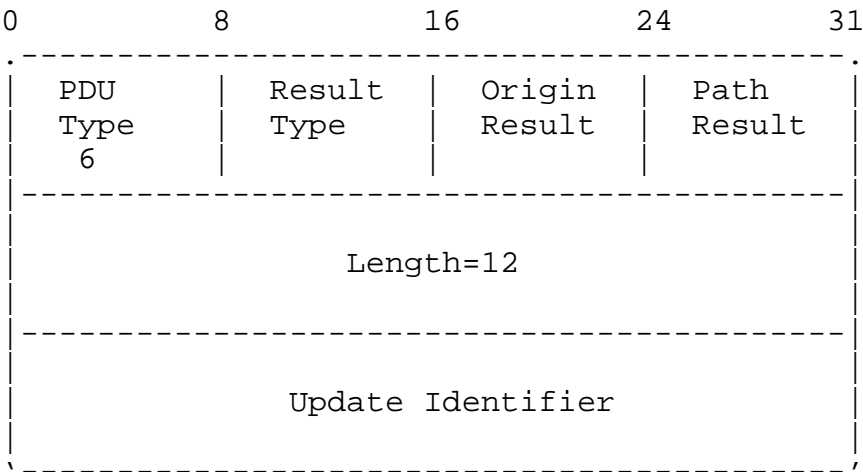 0 8 16 24 31
PDU Result Origin Path
Type Type Result Result
6
Length=12
Update Identifier